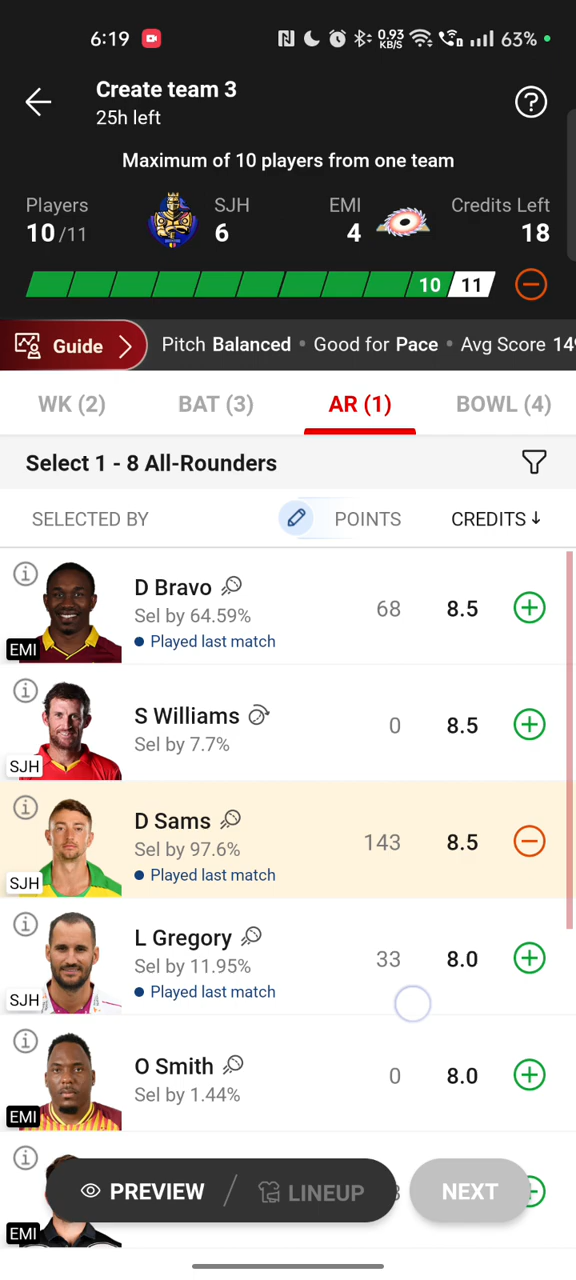 6:19 0.93 KB/S 63%
Create team 3
25h left
Maximum of 10 players from one team
Players SJH EMI Credits Left
10/11 6 4 18
10 11
Guide Pitch Balanced • Good for Pace • Avg Score 149
WK (2) BAT (3) AR (1) BOWL (4)
Select 1 - 8 All-Rounders
SELECTED BY POINTS CREDITS↓
D Bravo
Sel by 64.59% 68 8.5
Played last match
EMI
S Williams
Sel by 7.7% 0 8.5
SJH
D Sams
Sel by 97.6% 143 8.5
Played last match
SJH
L Gregory
Sel by 11.95% 33 8.0
Played last match
SJH
O Smith
Sel by 1.44% 0 8.0
EMI
PREVIEW / LINEUP NEXT
EMI